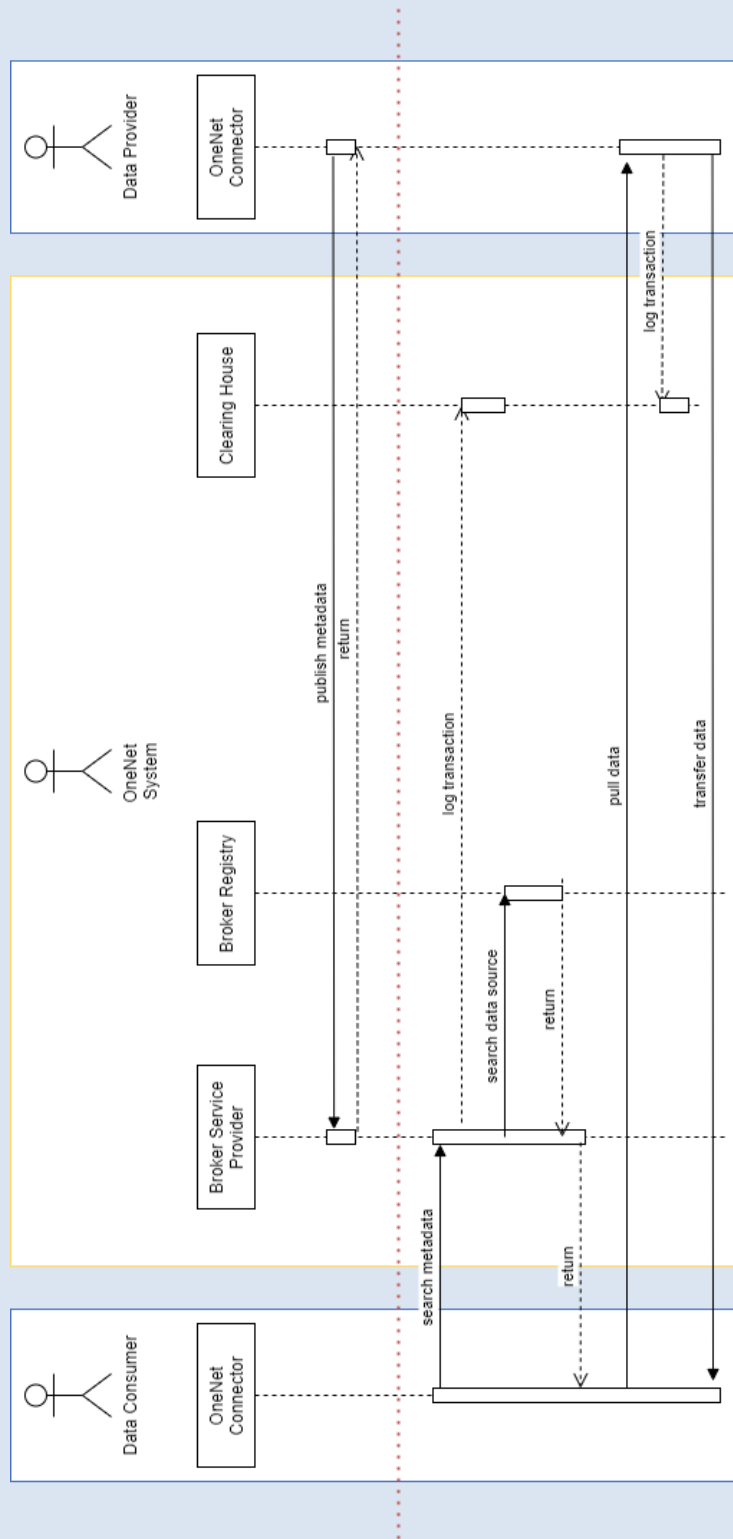 Data Consumer
OneNet
System
Data Provider
OneNet
Connector
Broker Service
Provider
Broker Registry
Clearing House
OneNet
Connector
publish metadata
return
search metadata
log transaction
search data source
return
return
pull data
log transaction
transfer data